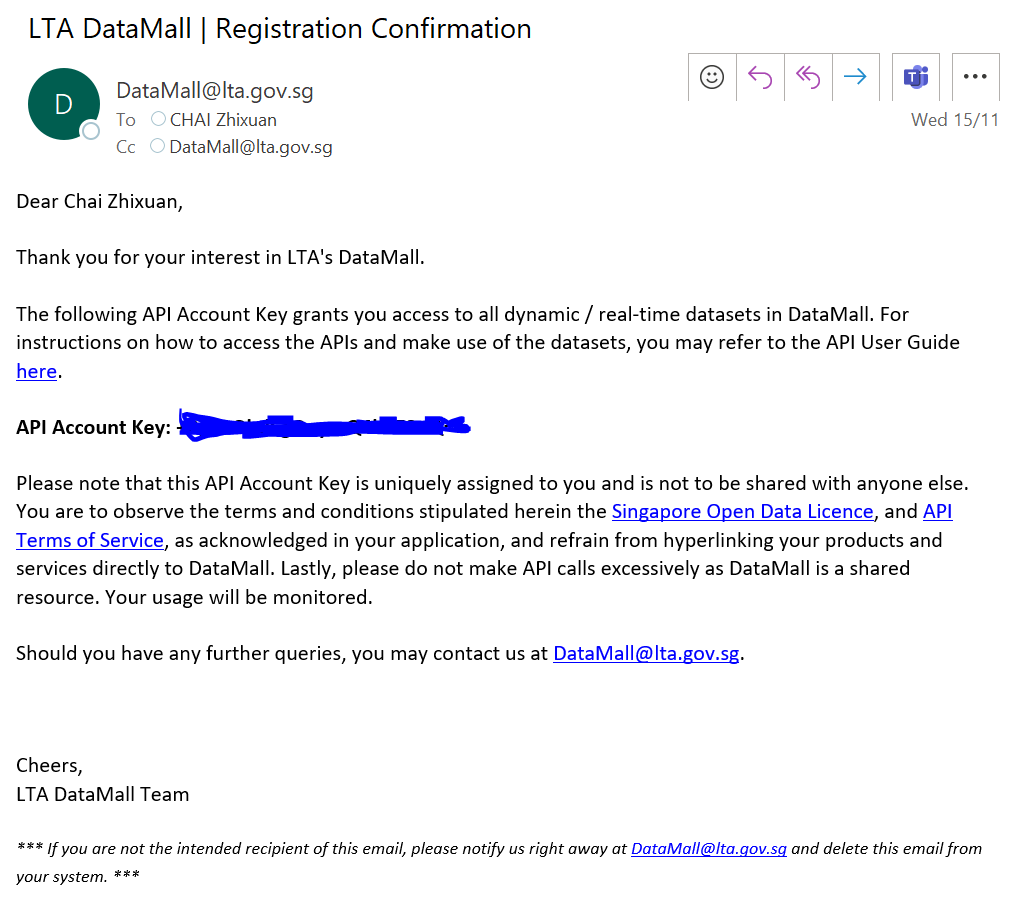 LTA DataMall | Registration Confirmation
D
DataMall@lta.gov.sg
To CHAI Zhixuan
Cc DataMall@lta.gov.sg
Wed 15/11
Dear Chai Zhixuan,
Thank you for your interest in LTA's DataMall.
The following API Account Key grants you access to all dynamic / real-time datasets in DataMall. For
instructions on how to access the APIs and make use of the datasets, you may refer to the API User Guide
here.
API Account Key:
Please note that this API Account Key is uniquely assigned to you and is not to be shared with anyone else.
You are to observe the terms and conditions stipulated herein the Singapore Open Data Licence, and API
Terms of Service, as acknowledged in your application, and refrain from hyperlinking your products and
services directly to DataMall. Lastly, please do not make API calls excessively as DataMall is a shared
resource. Your usage will be monitored.
Should you have any further queries, you may contact us at DataMall@lta.gov.sg.
Cheers,
LTA DataMall Team
*** If you are not the intended recipient of this email, please notify us right away at DataMall@lta.gov.sg and delete this email from
your system. ***